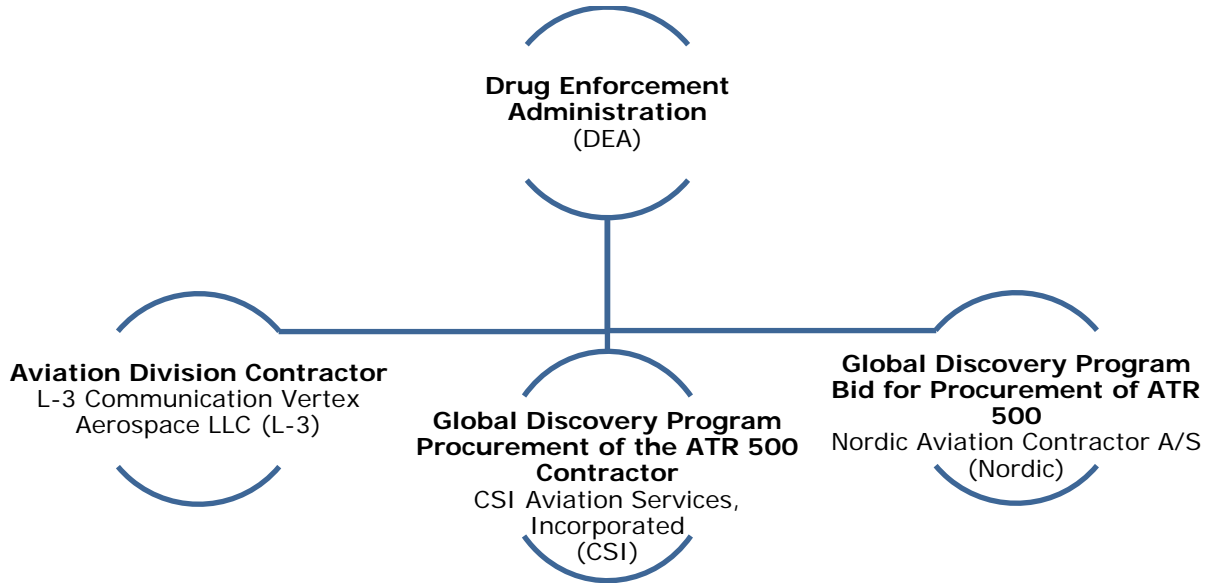 Drug Enforcement
Administration
(DEA)
Aviation Division Contractor
L-3 Communication Vertex
Aerospace LLC (L-3)
Global Discovery Program
Procurement of the ATR 500
Contractor
CSI Aviation Services,
Incorporated
(CSI)
Global Discovery Program
Bid for Procurement of ATR
500
Nordic Aviation Contractor A/S
(Nordic)